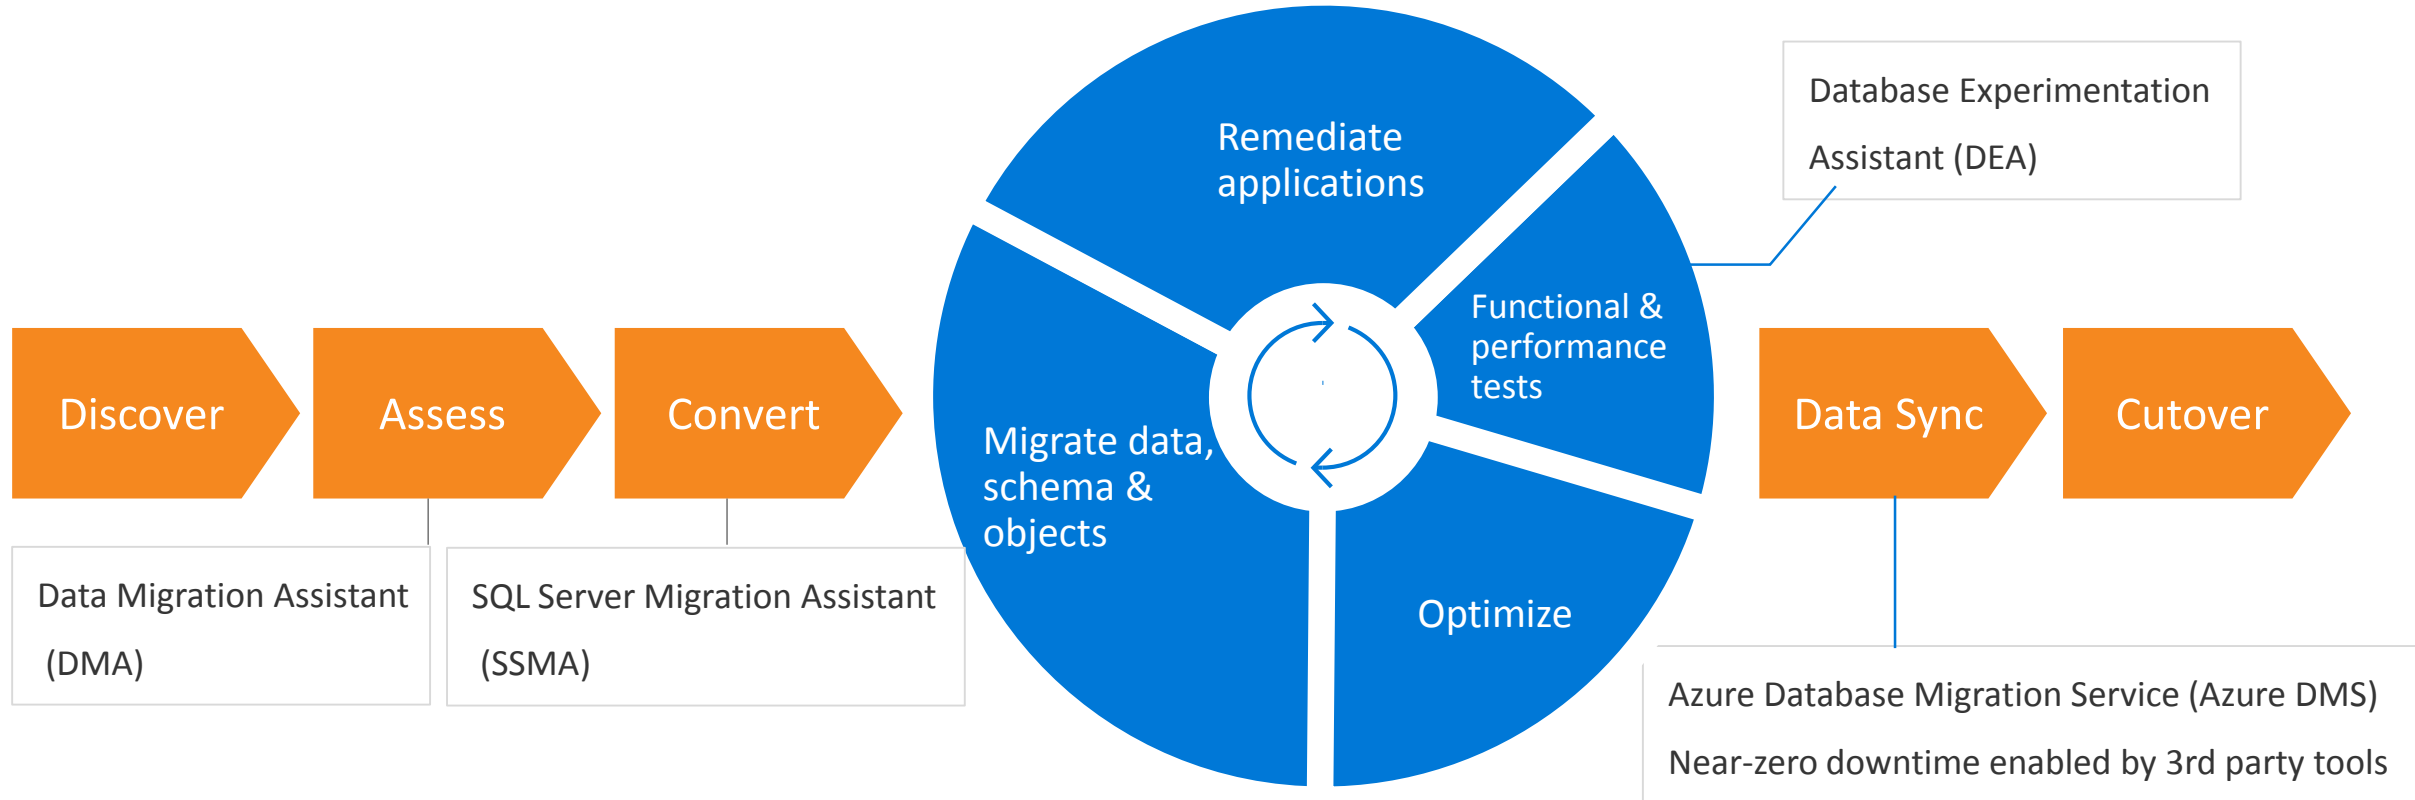 Discover
Assess
Convert
Data Migration Assistant
(DMA)
SQL Server Migration Assistant
(SSMA)
Remediate
applications
Migrate data,
schema &
objects
Functional &
performance
tests
Optimize
Database Experimentation
Assistant (DEA)
Data Sync
Cutover
Azure Database Migration Service (Azure DMS)
Near-zero downtime enabled by 3rd party tools